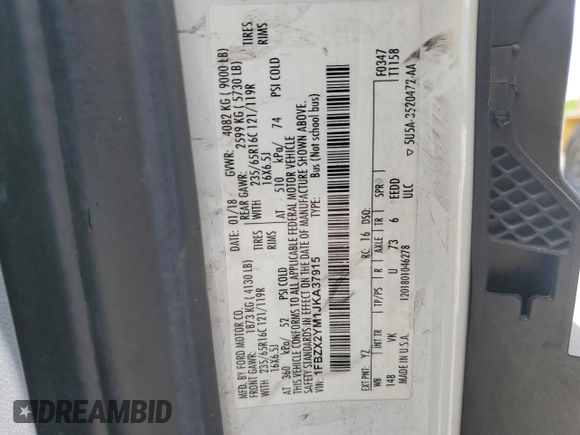 MFD. BY FORD MOTOR CO.
DATE: 01/18
GVWR: 4082 KG ( 9000 LB)
FRONT GAWR: 1873 KG ( 4130 LB)
REAR GAWR: 2599 KG ( 5730 LB)
WITH 235/65R16C 121/119R TIRES
WITH 235/65R16C 121/119R TIRES
16X6.5J RIMS
16X6.5J RIMS
AT 360 kPa/ 52 PSI COLD
AT 510 kPa/ 74 PSI COLD
THIS VEHICLE CONFORMS TO ALL APPLICABLE FEDERAL MOTOR VEHICLE
SAFETY STANDARDS IN EFFECT ON THE DATE OF MANUFACTURE SHOWN ABOVE.
VIN: 1FBZX2YM1JKA37915
TYPE: Bus (Not school bus)
F0347
T1158
EXT PNT: YZ RC: 16 DSO:
WB INT TR TP/PS R AXLE TR SPR
148 VK U 73 6 FEDD
MADE IN U.S.A. 1201801046278 ULC
▽ 5U5A-3520472-AA
DREAMBID